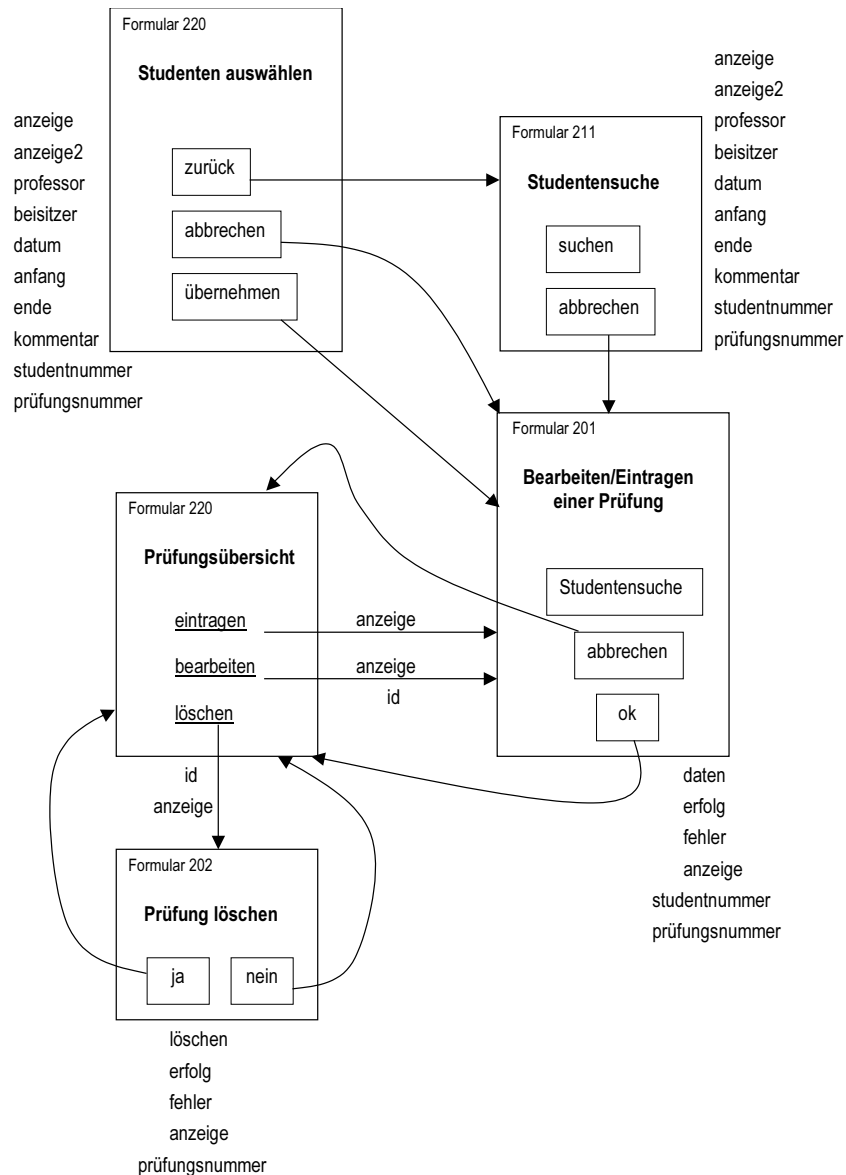 Formular 220
Studenten auswählen
zurück
abbrechen
übernehmen
anzeige
anzeige2
professor
beisitzer
datum
anfang
ende
kommentar
studentnummer
prüfungsnummer
Formular 211
Studentensuche
suchen
abbrechen
anzeige
anzeige2
professor
beisitzer
datum
anfang
ende
kommentar
studentnummer
prüfungsnummer
Formular 201
Bearbeiten/Eintragen
einer Prüfung
Studentensuche
abbrechen
ok
daten
erfolg
fehler
anzeige
studentnummer
prüfungsnummer
Formular 220
Prüfungsübersicht
eintragen
bearbeiten
löschen
anzeige
anzeige
id
id
anzeige
Formular 202
Prüfung löschen
ja
nein
löschen
erfolg
fehler
anzeige
prüfungsnummer